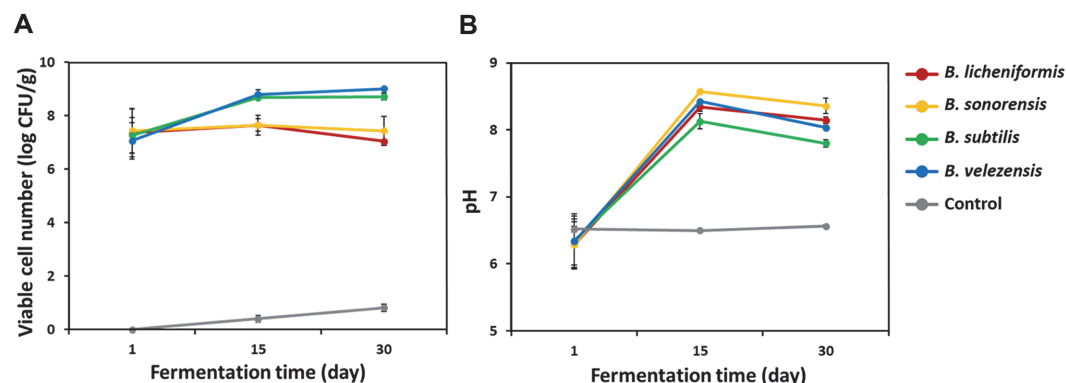 A
Viable cell number (log CFU/g)
10
8
6
4
2
0
1 15 30
Fermentation time (day)
B
pH
9
8
7
6
5
1 15 30
Fermentation time (day)
B. licheniformis
B. sonorensis
B. subtilis
B. velezensis
Control